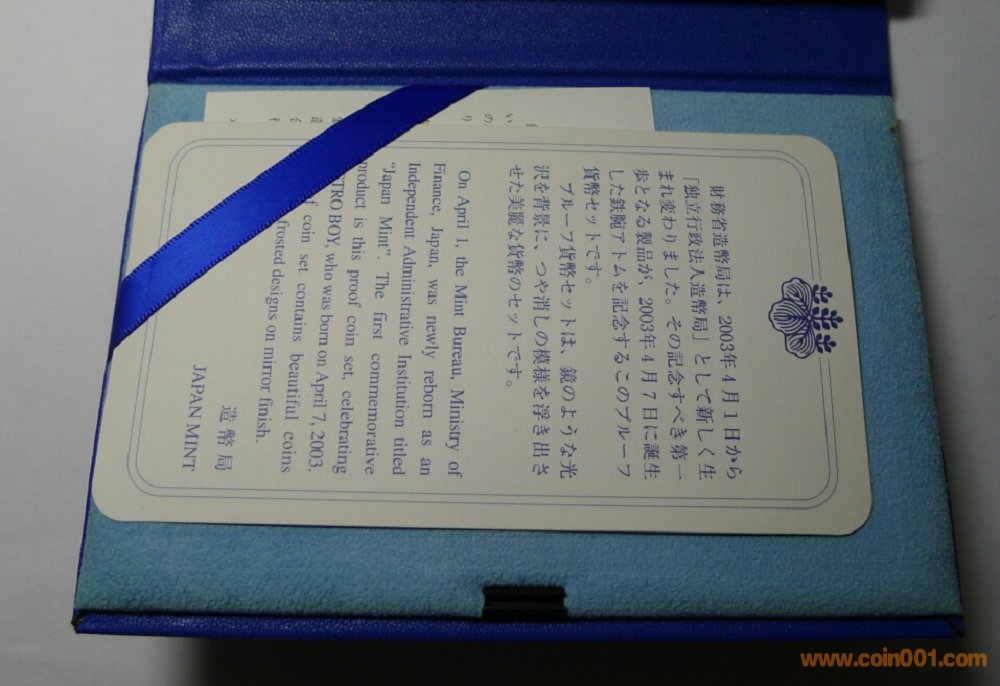 財務省造幣局は、2003年4月1日から
「独立行政法人造幣局」として新しく生
まれ変わりました。その記念すべき第一
歩となる製品が、2003年4月7日に誕生
した鉄腕アトムを記念するこのプルーフ
貨幣セットです。
プルーフ貨幣セットは、鏡のような光
沢を背景に、つや消しの模様を浮き出さ
せた美麗な貨幣のセットです。
On April 1, the Mint Bureau, Ministry of
Finance, Japan, was newly reborn as an
Independent Administrative Institution titled
“Japan Mint”. The first commemorative
product is this proof coin set, celebrating
TRO BOY, who was born on April 7, 2003.
f coin set contains beautiful coins
frosted designs on mirror finish.
造幣局
JAPAN MINT
www.coin001.com